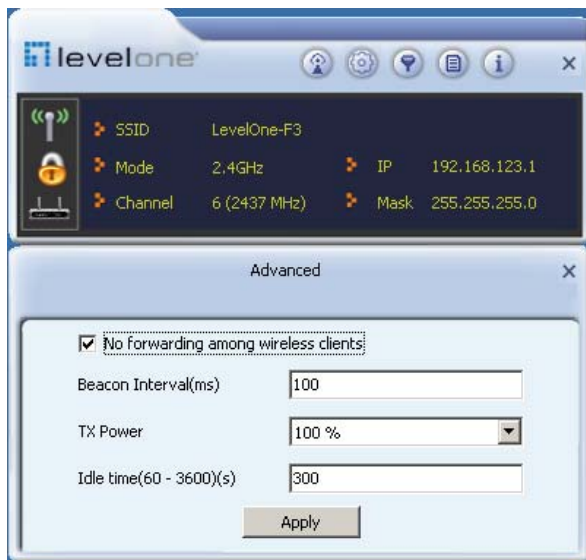 levelone
SSID LevelOne-F3
Mode 2.4GHz IP 192.168.123.1
Channel 6 (2437 MHz) Mask 255.255.255.0
Advanced
No forwarding among wireless clients
Beacon Interval(ms) 100
TX Power 100 %
Idle time(60 - 3600)(s) 300
Apply